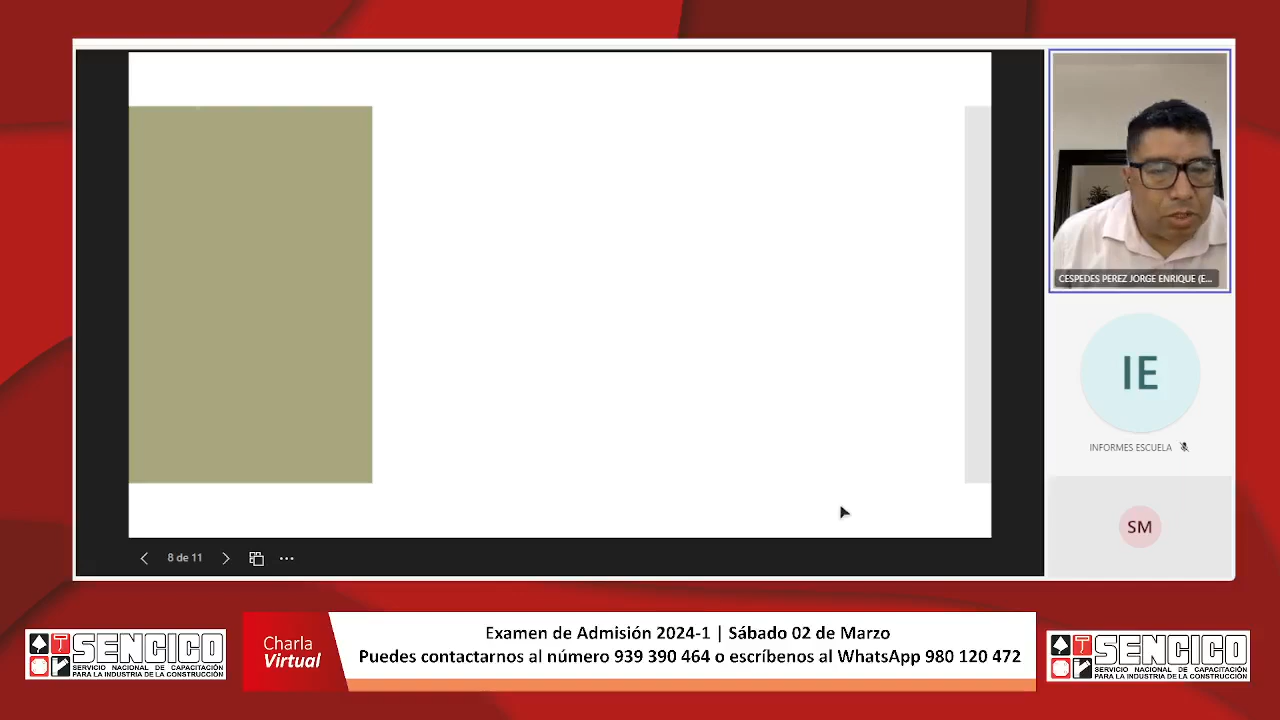 CESPEDES PEREZ JORGE ENRIQUE (E...
IE
INFORMES ESCUELA
SM
8 de 11
SENCICO
SERVICIO NACIONAL DE CAPACITACIÓN
PARA LA INDUSTRIA DE LA CONSTRUCCIÓN
Charla
Virtual
Examen de Admisión 2024-1 | Sábado 02 de Marzo
Puedes contactarnos al número 939 390 464 o escríbenos al WhatsApp 980 120 472
SENCICO
SERVICIO NACIONAL DE CAPACITACIÓN
PARA LA INDUSTRIA DE LA CONSTRUCCIÓN